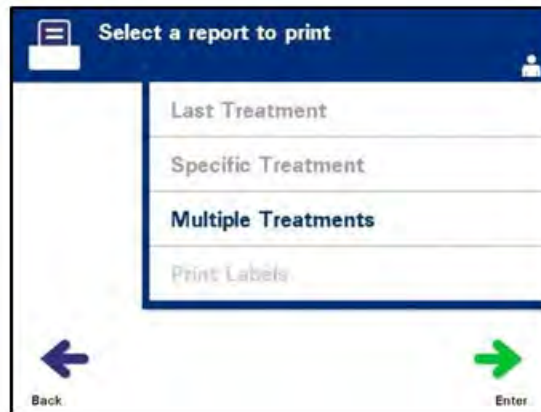 Select a report to print
Last Treatment
Specific Treatment
Multiple Treatments
Print Labels
Back
Enter